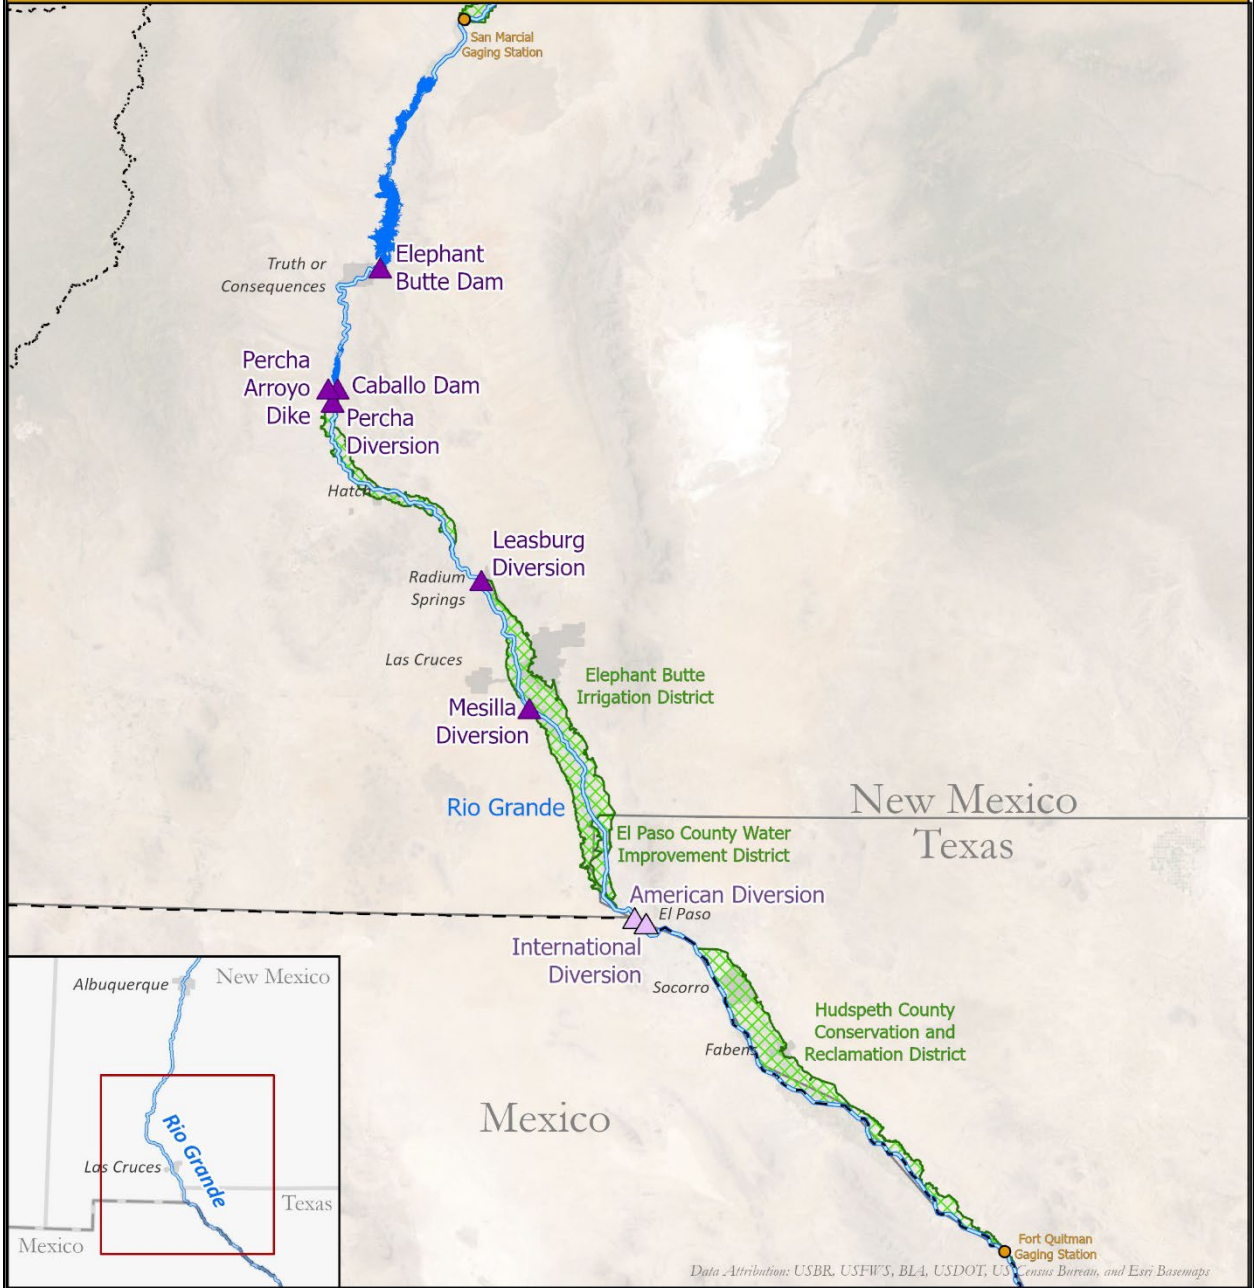 San Marcial
Gaging Station
Elephant
Butte Dam
Truth or
Consequences
Percha
Arroyo
Dike
Caballo Dam
Percha
Diversion
Hatch
Leasburg
Diversion
Radium
Springs
Las Cruces
Elephant Butte
Irrigation District
Mesilla
Diversion
Rio Grande
New Mexico
Texas
El Paso County Water
Improvement District
American Diversion
El Paso
International
Diversion
Socorro
Hudspeth County
Conservation and
Reclamation District
Fabens
Mexico
Albuquerque
New Mexico
Rio Grande
Las Cruces
Texas
Mexico
Fort Quitman
Gaging Station
Data Attribution: USBR, USFWS, BLA, USDOT, US Census Bureau, and Esri Basemaps